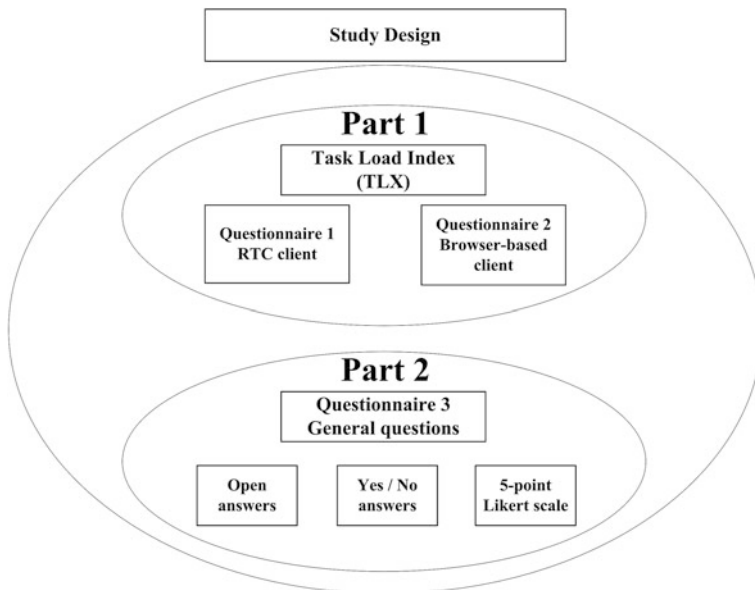 Study Design
Part 1
Task Load Index
(TLX)
Questionnaire 1
RTC client
Questionnaire 2
Browser-based
client
Part 2
Questionnaire 3
General questions
Open
answers
Yes / No
answers
5-point
Likert scale